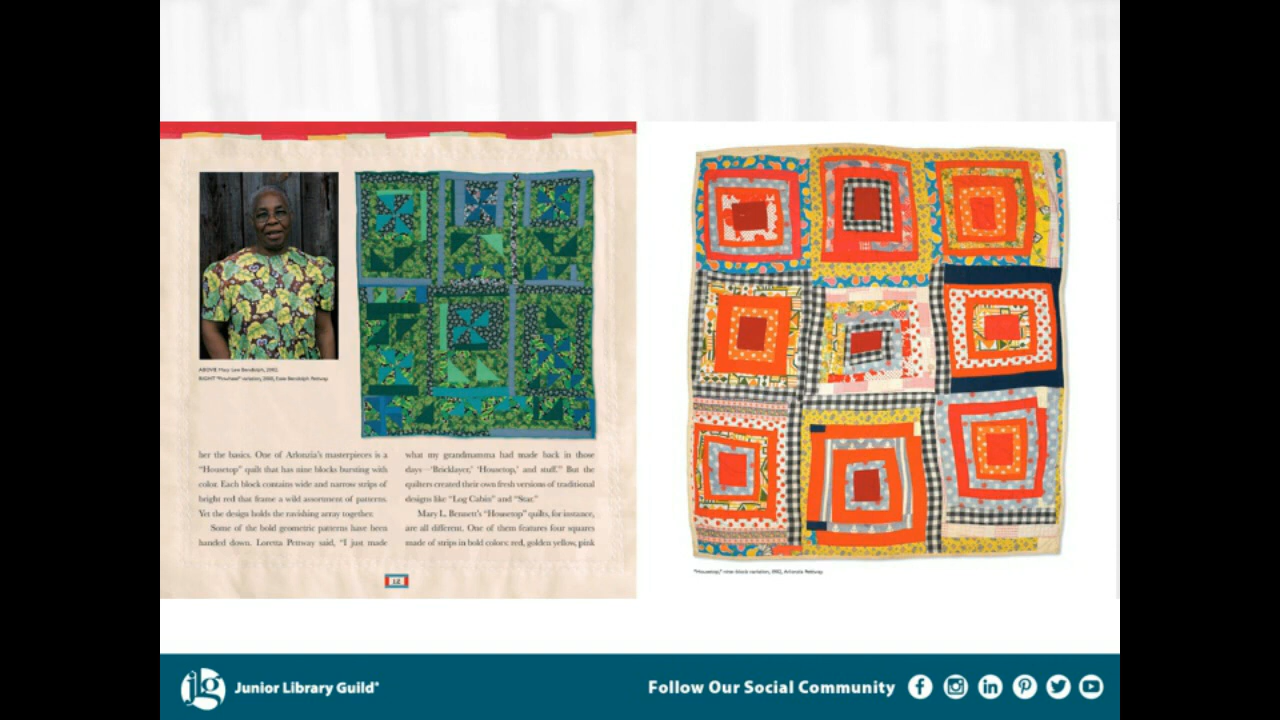 ABOVE Mary Lee Bendolph, 2002.
RIGHT "Pinwheel" variation, 2000, Essie Bendolph Pettway
her the basics. One of Arlonzia's masterpieces is a
"Housetop" quilt that has nine blocks bursting with
color. Each block contains wide and narrow strips of
bright red that frame a wild assortment of patterns.
Yet the design holds the ravishing array together.
Some of the bold geometric patterns have been
handed down. Loretta Pettway said, "I just made
what my grandmamma had made back in those
days—'Bricklayer,' 'Housetop,' and stuff." But the
quilters created their own fresh versions of traditional
designs like "Log Cabin" and "Star."
Mary L. Bennett's "Housetop" quilts, for instance,
are all different. One of them features four squares
made of strips in bold colors: red, golden yellow, pink
12
"Housetop," nine-block variation, 1982, Arlonzia Pettway
jlg Junior Library Guild®
Follow Our Social Community